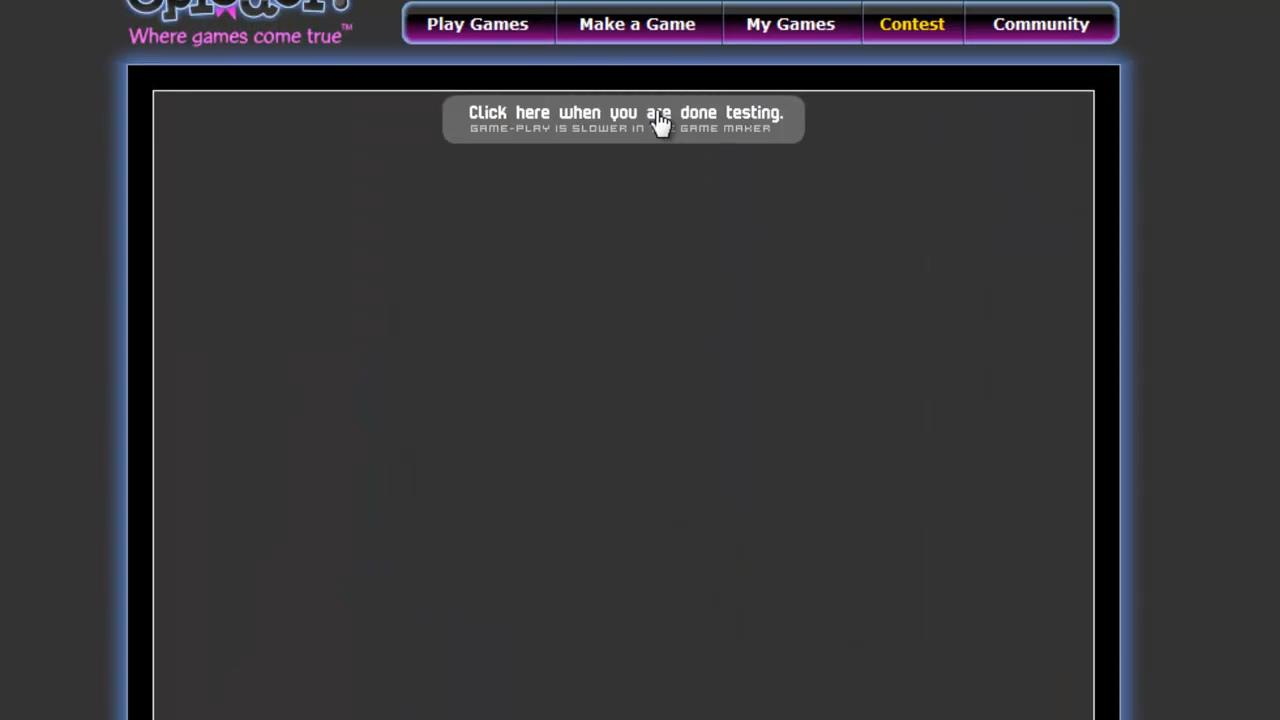 Where games come true™
Play Games
Make a Game
My Games
Contest
Community
Click here when you are done testing.
GAME-PLAY IS SLOWER IN THE GAME MAKER